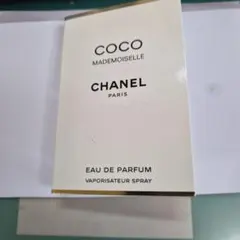 COCO
MADEMOISELLE
CHANEL
PARIS
EAU DE PARFUM
VAPORISATEUR SPRAY